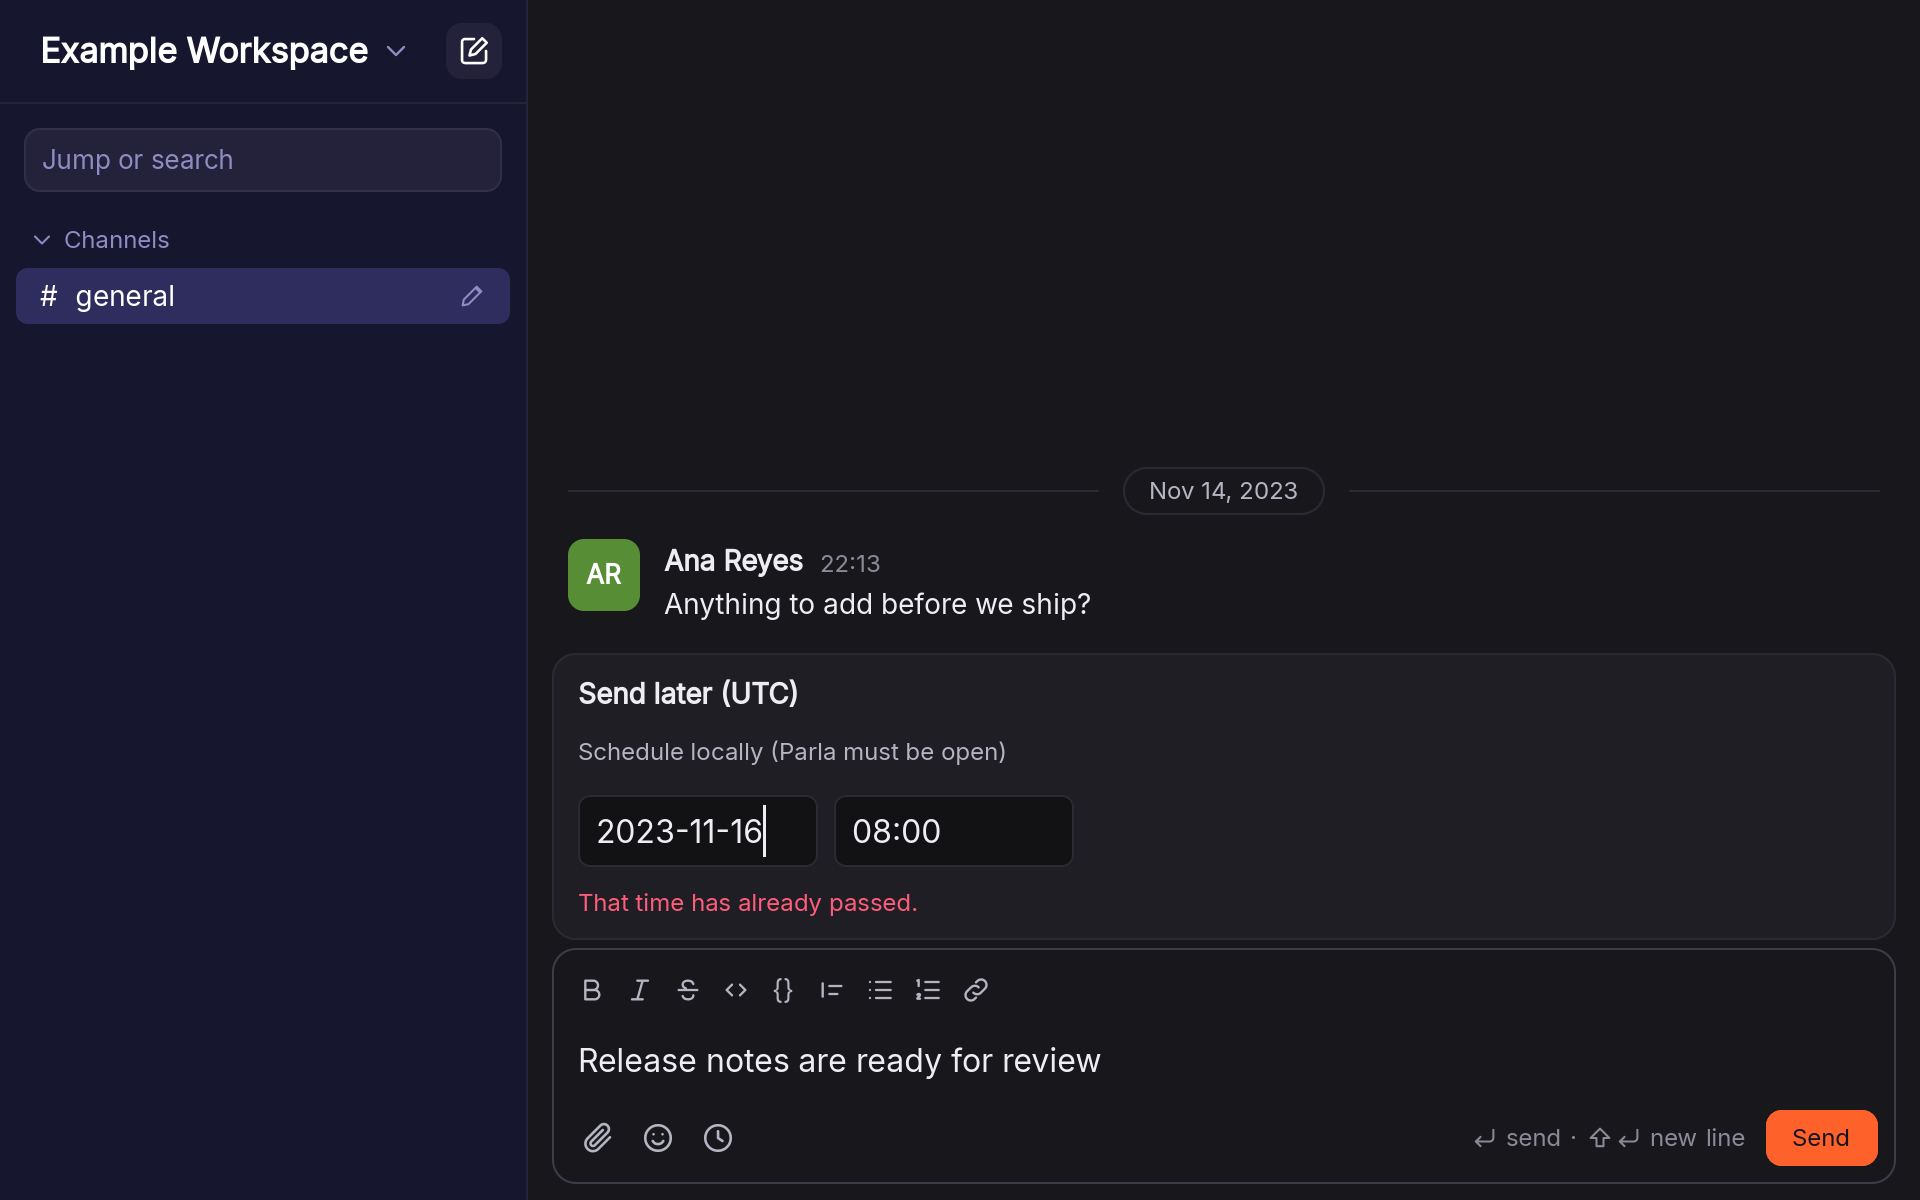 Example Workspace
Jump or search
Channels
# general
Nov 14, 2023
AR
Ana Reyes 22:13
Anything to add before we ship?
Send later (UTC)
Schedule locally (Parla must be open)
2023-11-16 08:00
That time has already passed.
Release notes are ready for review
send · new line
Send